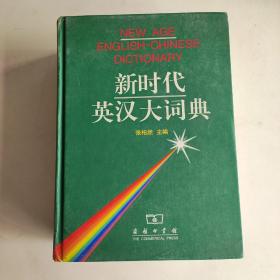 NEW AGE
ENGLISH-CHINESE
DICTIONARY
新时代
英汉大词典
张柏然 主编
商务印书馆
THE COMMERCIAL PRESS